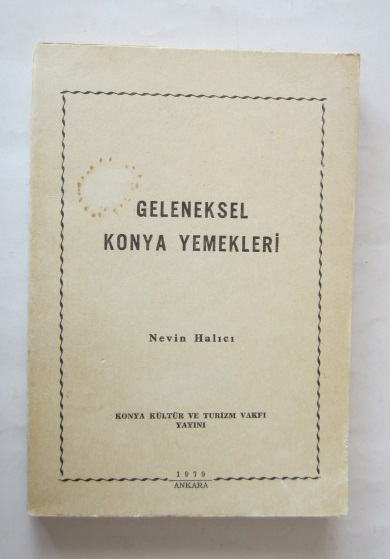 GELENEKSEL
KONYA YEMEKLERİ
Nevin Halıcı
KONYA KÜLTÜR VE TURİZM VAKFI
YAYINI
1979
ANKARA